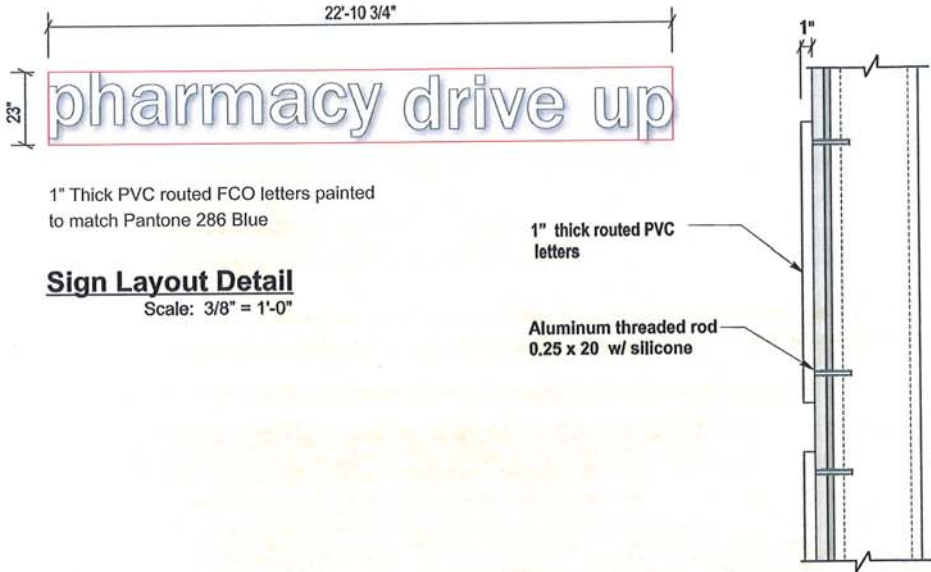 22'-10 3/4"
1"
23"
pharmacy drive up
1" Thick PVC routed FCO letters painted
to match Pantone 286 Blue
Sign Layout Detail
Scale: 3/8" = 1'-0"
1" thick routed PVC
letters
Aluminum threaded rod
0.25 x 20 w/ silicone